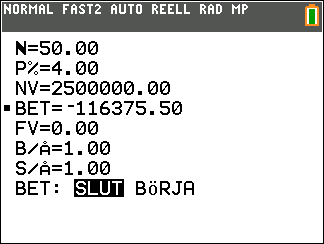 NORMAL FAST2 AUTO REELL RAD MP
N=50.00
P%=4.00
NV=2500000.00
▪BET=⁻116375.50
FV=0.00
B/Å=1.00
S/Å=1.00
BET: SLUT BÖRJA